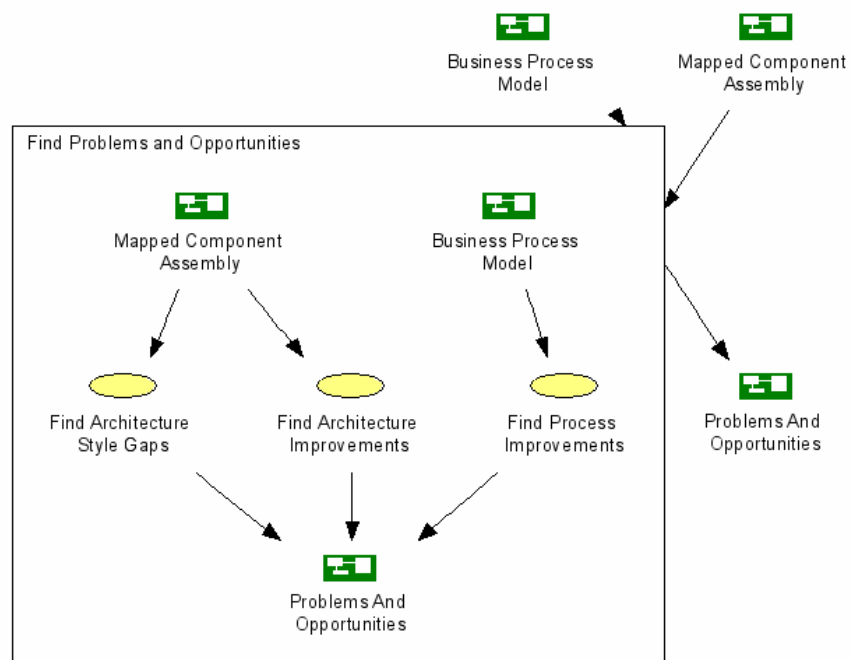 Business Process
Model
Mapped Component
Assembly
Find Problems and Opportunities
Mapped Component
Assembly
Business Process
Model
Find Architecture
Style Gaps
Find Architecture
Improvements
Find Process
Improvements
Problems And
Opportunities
Problems And
Opportunities